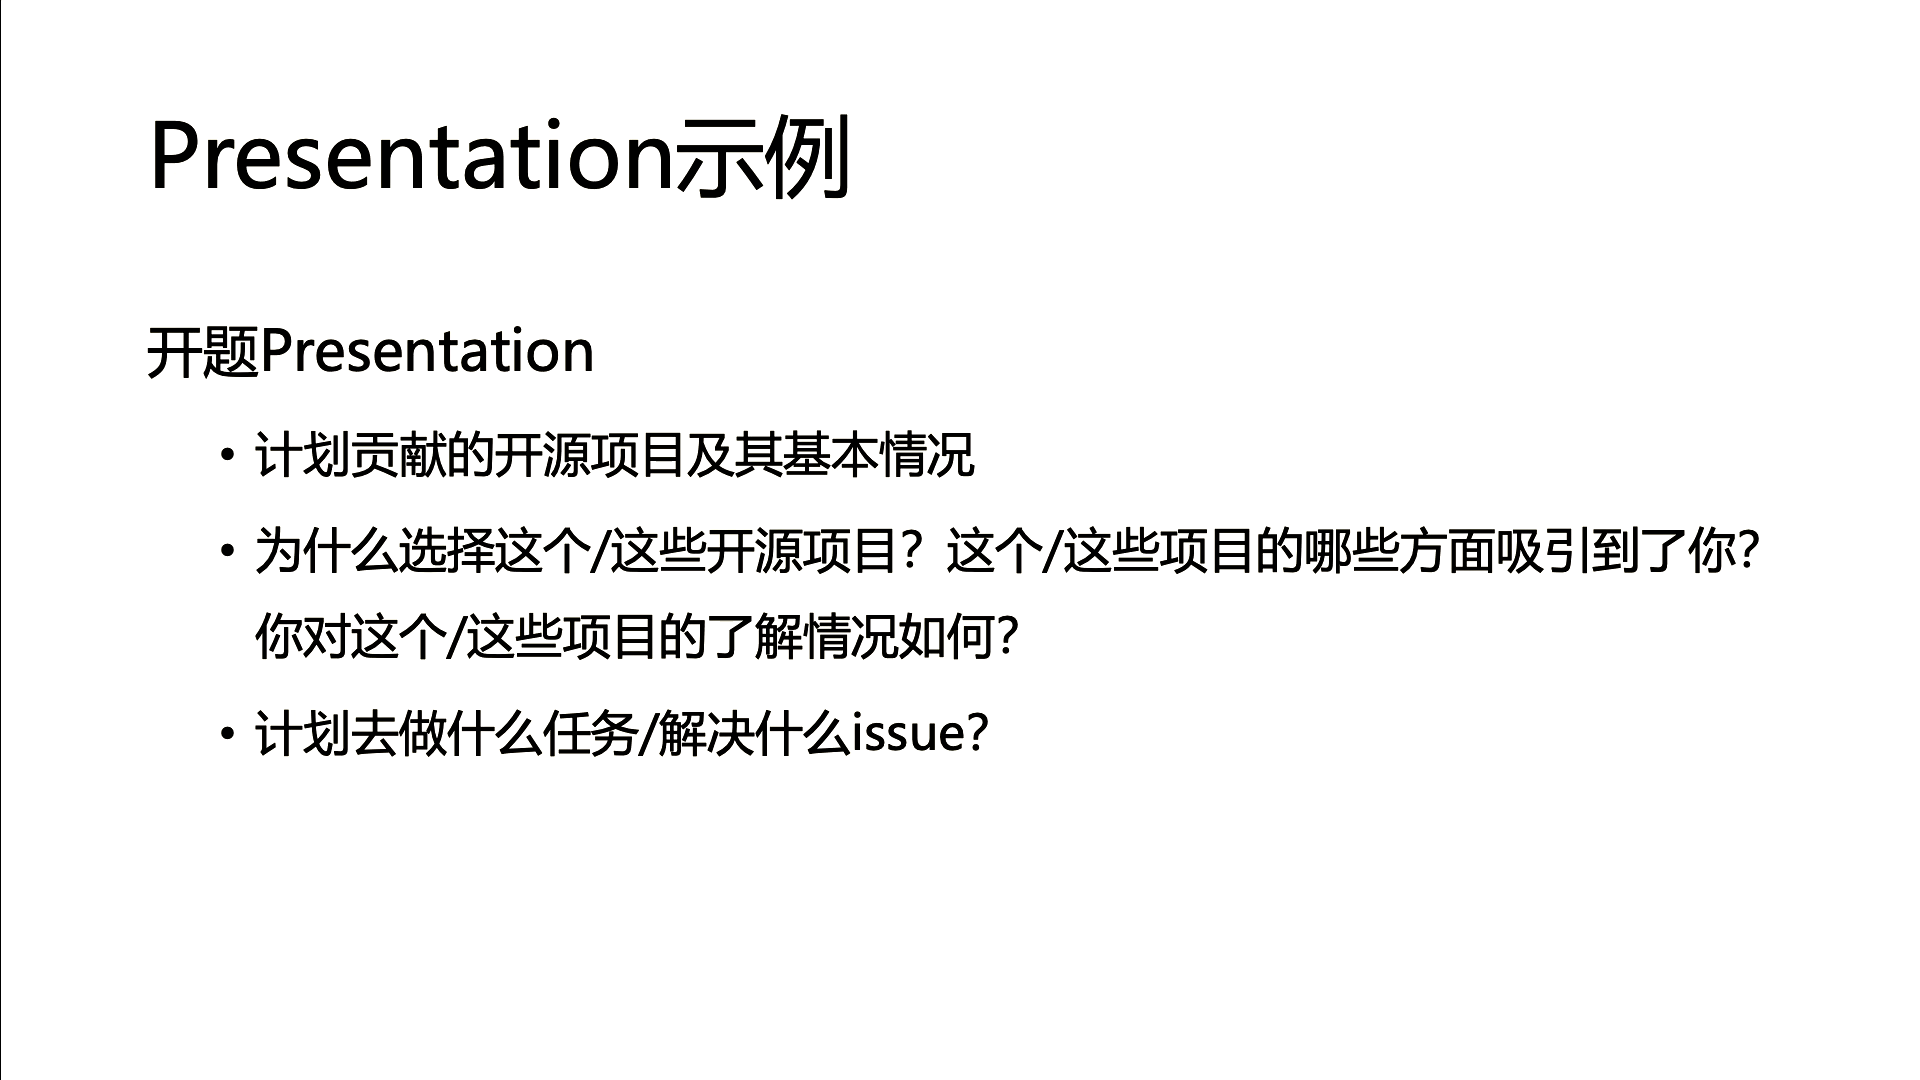 Presentation示例
开题Presentation
• 计划贡献的开源项目及其基本情况
• 为什么选择这个/这些开源项目？这个/这些项目的哪些方面吸引到了你？
你对这个/这些项目的了解情况如何？
• 计划去做什么任务/解决什么issue？